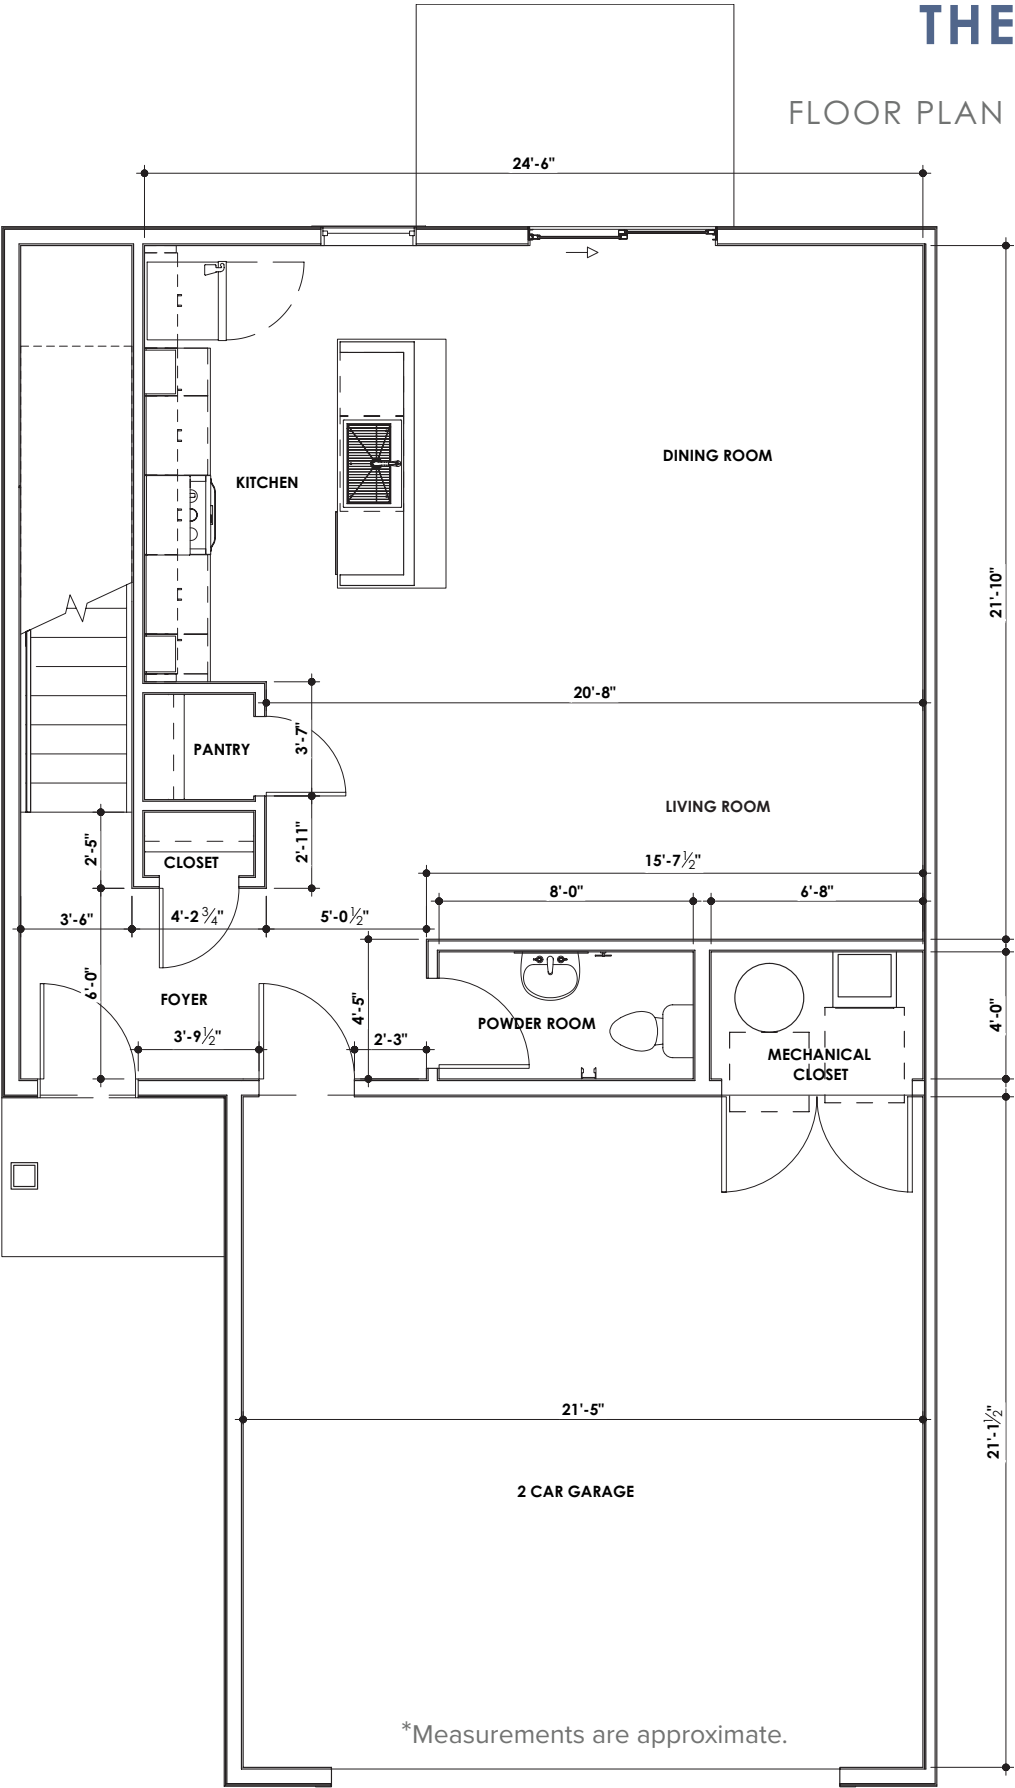 THE
FLOOR PLAN
24'-6"
DINING ROOM
KITCHEN
21'-10"
20'-8"
3'-7"
PANTRY
LIVING ROOM
2'-5"
2'-11"
CLOSET
15'-7½"
8'-0"
6'-8"
3'-6"
4'-2¾"
5'-0½"
6'-0"
FOYER
4'-5"
4'-0"
POWDER ROOM
3'-9½"
2'-3"
MECHANICAL
CLOSET
21'-5"
21'-1½"
2 CAR GARAGE
*Measurements are approximate.